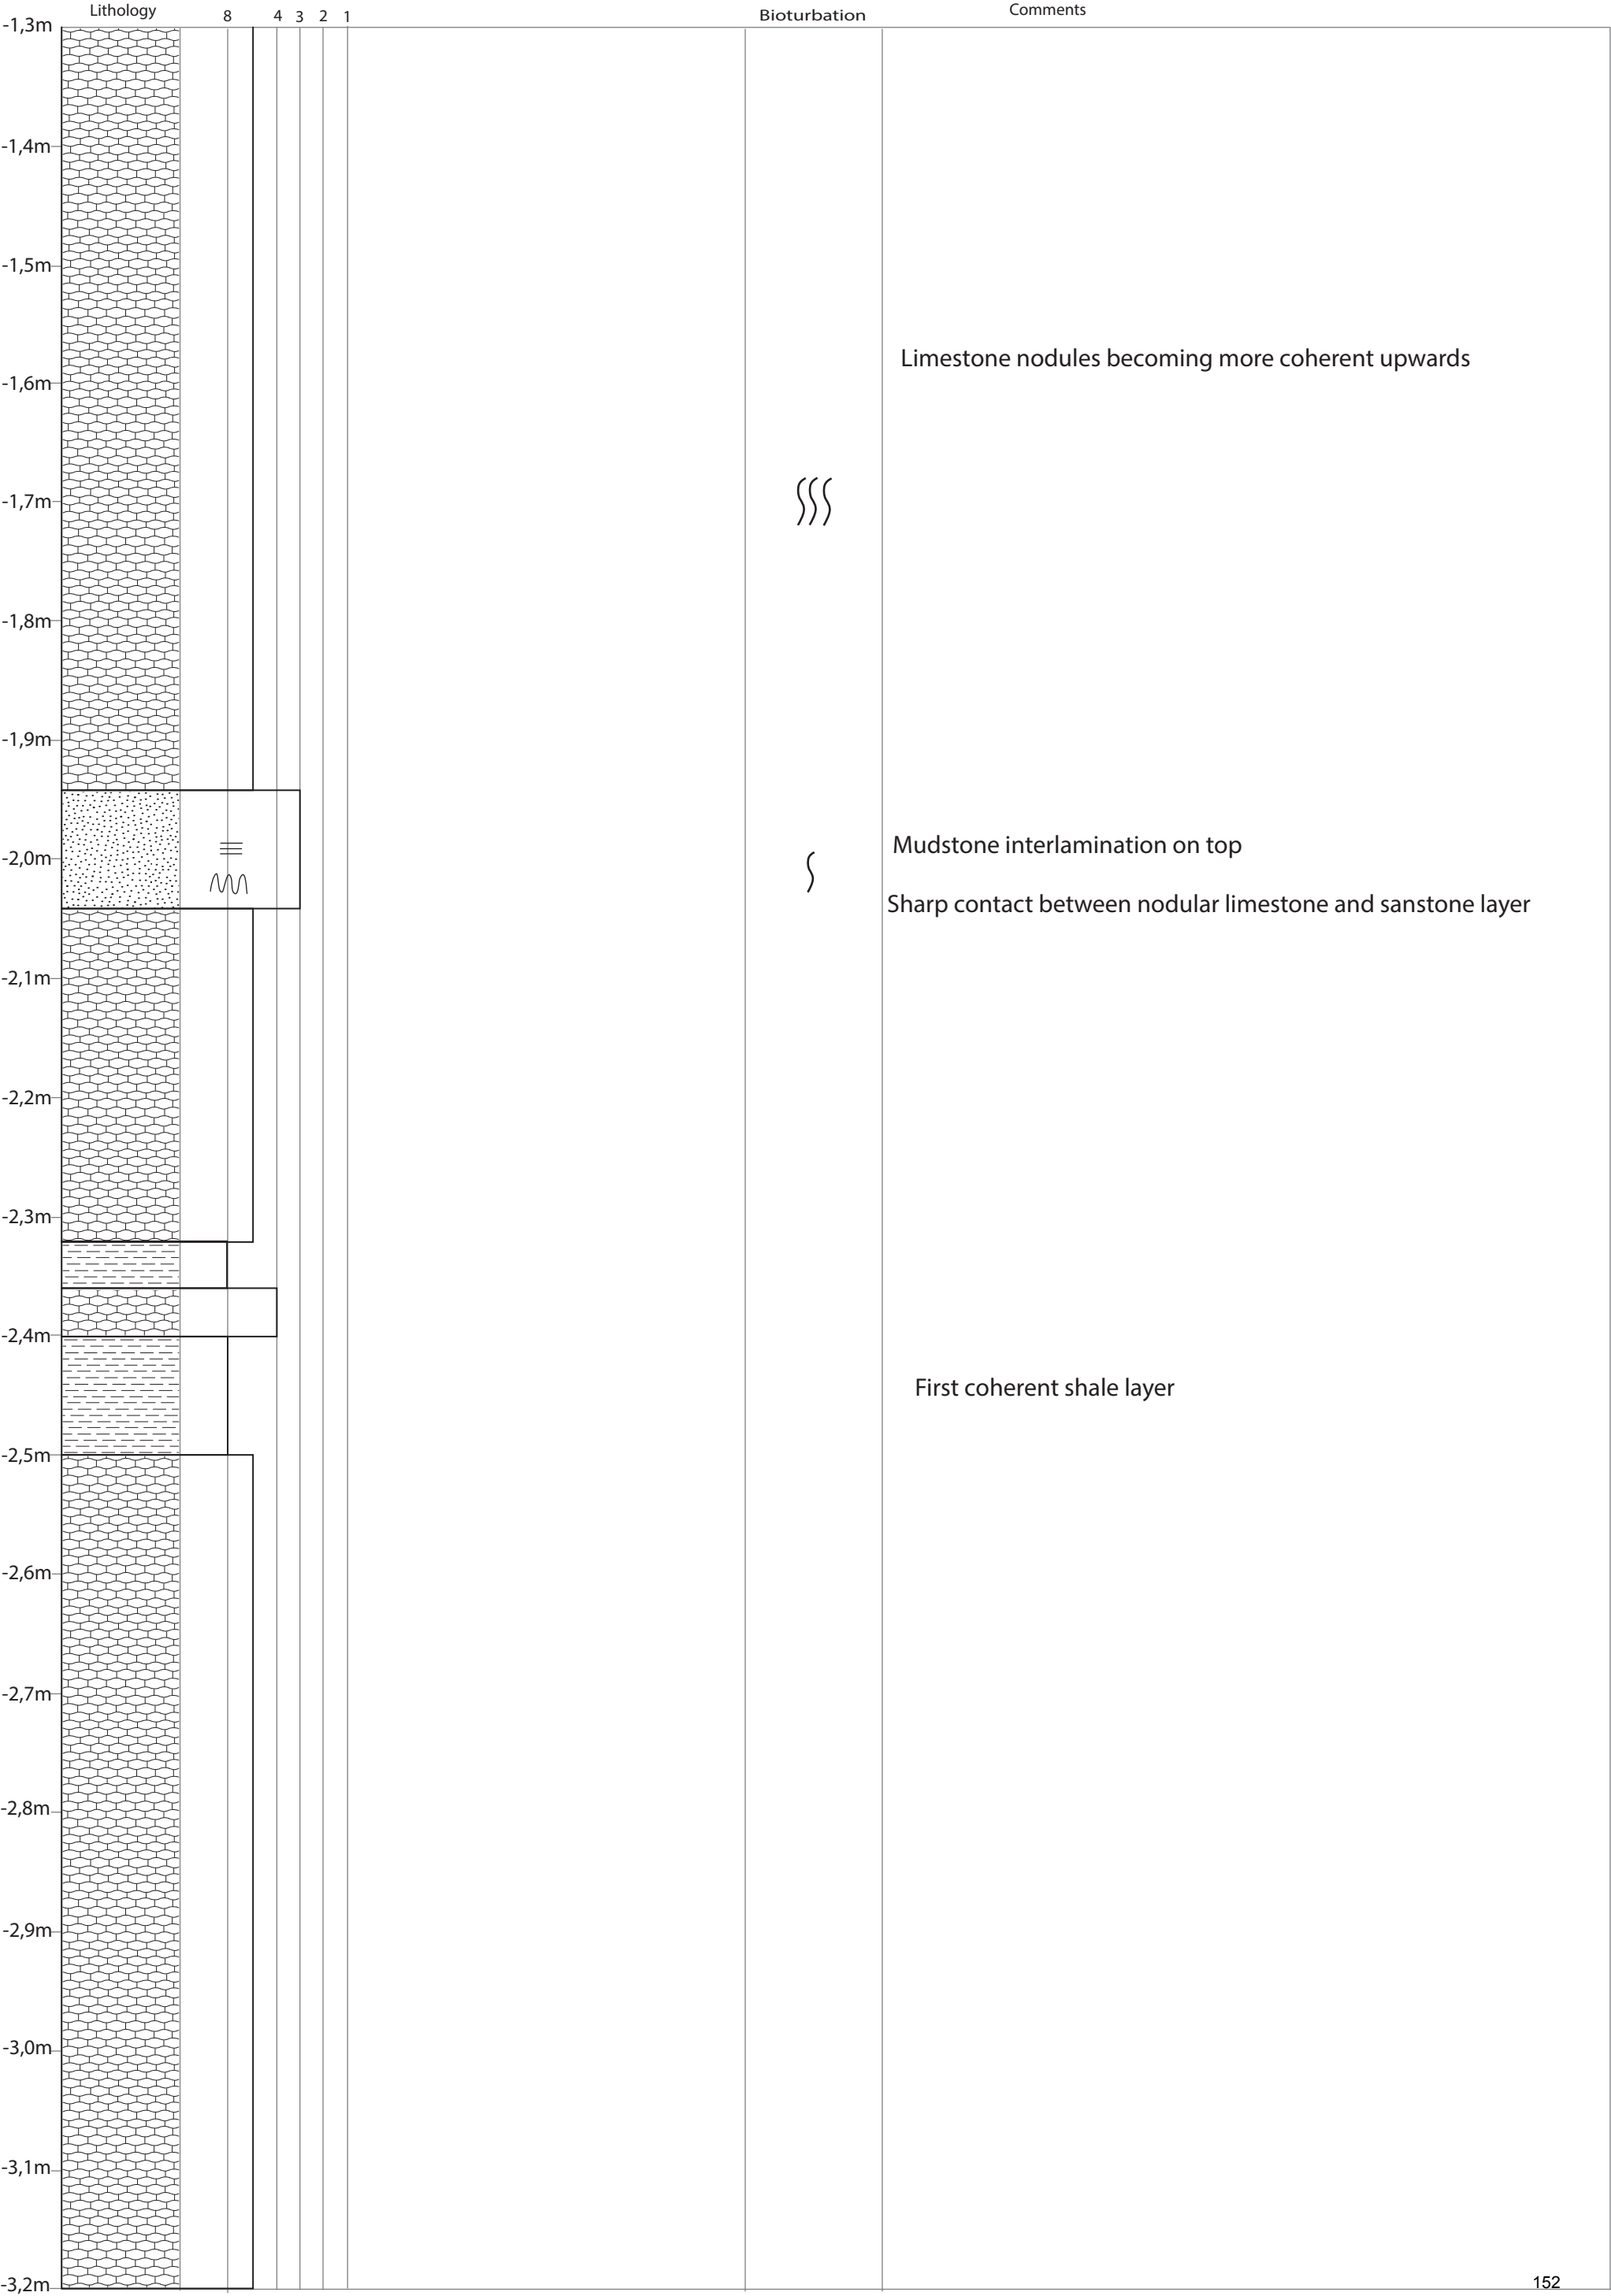 Lithology
8 4 3 2 1
Bioturbation
Comments
-1,3m
-1,4m
-1,5m
Limestone nodules becoming more coherent upwards
-1,6m
-1,7m
-1,8m
-1,9m
Mudstone interlamination on top
-2,0m
Sharp contact between nodular limestone and sanstone layer
-2,1m
-2,2m
-2,3m
-2,4m
First coherent shale layer
-2,5m
-2,6m
-2,7m
-2,8m
-2,9m
-3,0m
-3,1m
-3,2m
152